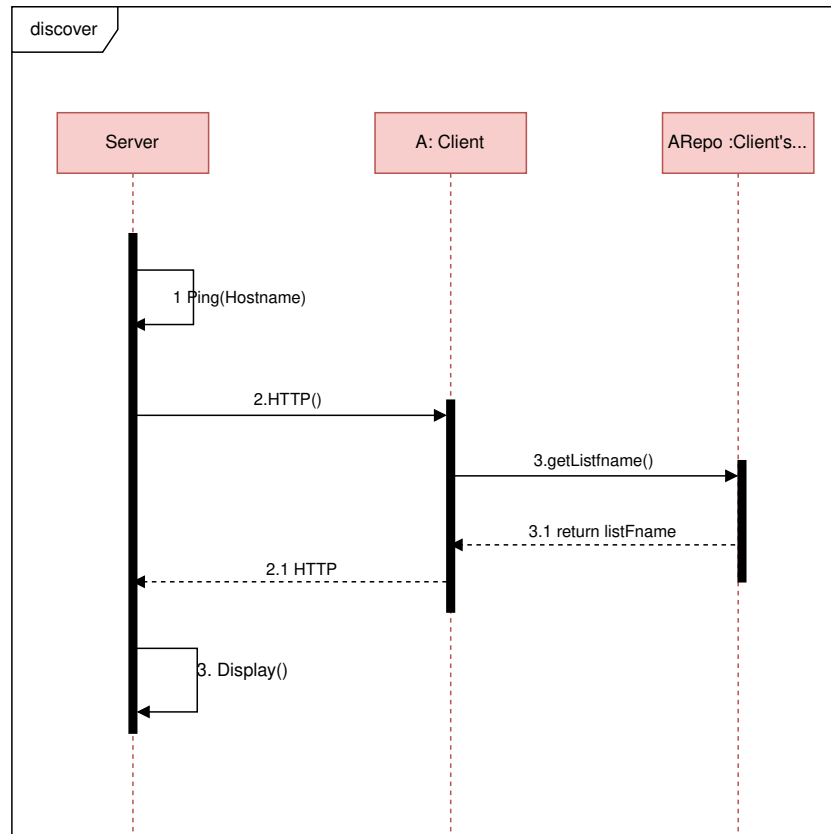 discover
Server
A: Client
ARepo :Client's...
1 Ping(Hostname)
2.HTTP()
3.getListfname()
3.1 return listFname
2.1 HTTP
3. Display()